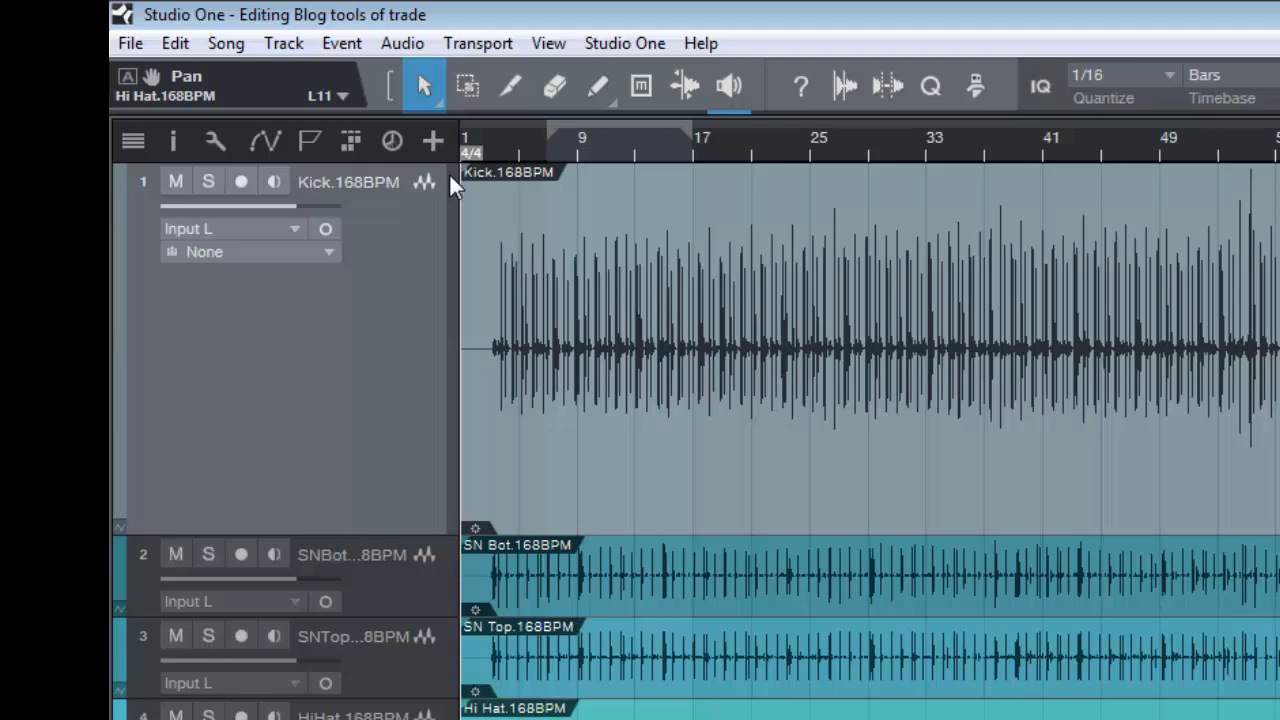 Studio One - Editing Blog tools of trade
File Edit Song Track Event Audio Transport View Studio One Help
A Pan
Hi Hat.168BPM L11
? Q IQ 1/16 Bars
Quantize Timebase
1 9 17 25 33 41 49
4/4
1 M S Kick.168BPM
Kick.168BPM
Input L
None
SN Bot.168BPM
2 M S SNBot...8BPM
Input L
SN Top.168BPM
3 M S SNTop...8BPM
Input L
Hi Hat.168BPM
4 M S HiHat.168BPM